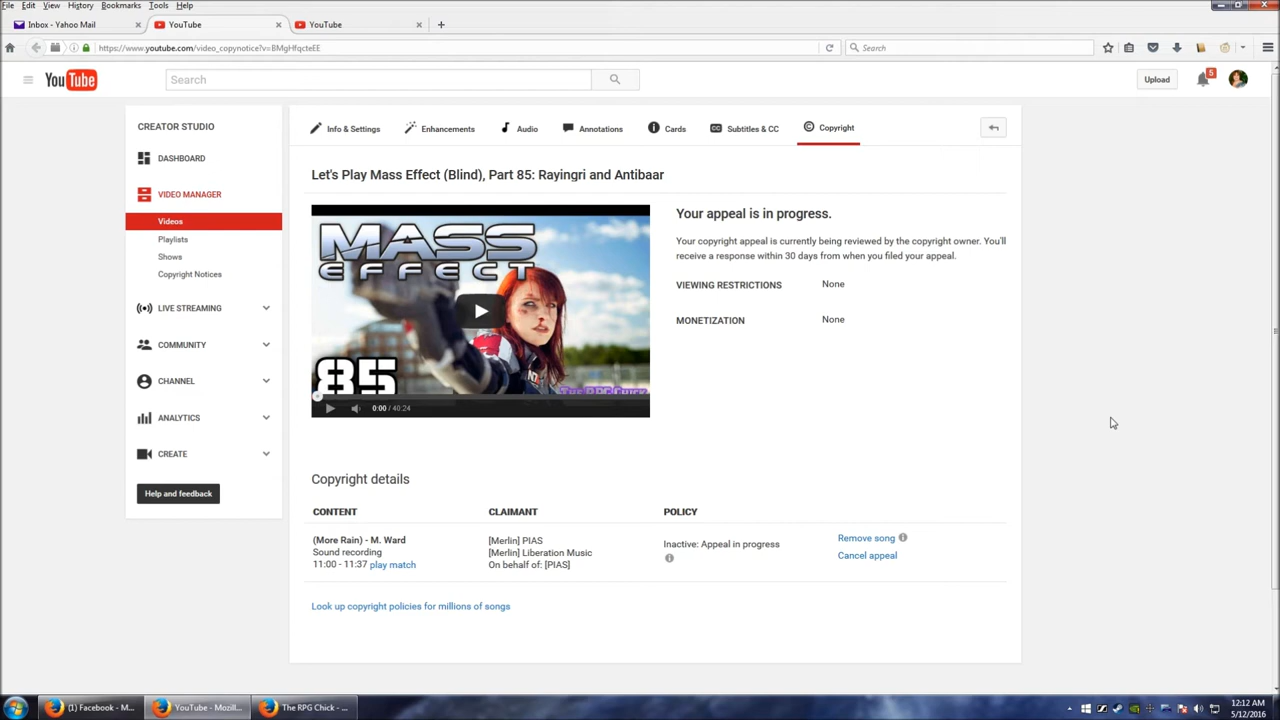 File Edit View History Bookmarks Tools Help
Inbox - Yahoo Mail × YouTube × YouTube × +
https://www.youtube.com/video_copynotice?v=BMgHfqcteEE Search
YouTube Search Upload 5
CREATOR STUDIO
DASHBOARD
VIDEO MANAGER
Videos
Playlists
Shows
Copyright Notices
LIVE STREAMING
COMMUNITY
CHANNEL
ANALYTICS
CREATE
Help and feedback
Info & Settings Enhancements Audio Annotations Cards Subtitles & CC Copyright
Let's Play Mass Effect (Blind), Part 85: Rayingri and Antibaar
MASS
EFFECT
N7
85
The RPG Chick
0:00 / 40:24
Your appeal is in progress.
Your copyright appeal is currently being reviewed by the copyright owner. You'll
receive a response within 30 days from when you filed your appeal.
VIEWING RESTRICTIONS None
MONETIZATION None
Copyright details
CONTENT CLAIMANT POLICY
(More Rain) - M. Ward
Sound recording
11:00 - 11:37 play match
[Merlin] PIAS
[Merlin] Liberation Music
On behalf of: [PIAS]
Inactive: Appeal in progress
Remove song
Cancel appeal
Look up copyright policies for millions of songs
(1) Facebook - M... YouTube - Mozill... The RPG Chick - ...
12:12 AM
5/12/2016